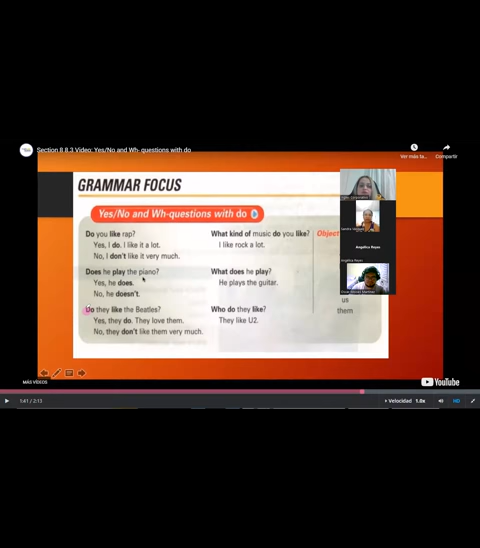 Section 8 8.3 Video: Yes/No and Wh- questions with do
Ver más ta...
Compartir
GRAMMAR FOCUS
Yes/No and Wh-questions with do
Do you like rap?
Yes, I do. I like it a lot.
No, I don't like it very much.
What kind of music do you like?
I like rock a lot.
Object
Does he play the piano?
Yes, he does.
No, he doesn't.
What does he play?
He plays the guitar.
Do they like the Beatles?
Yes, they do. They love them.
No, they don't like them very much.
Who do they like?
They like U2.
us
them
Angélica Reyes
Angélica Reyes
MÁS VÍDEOS
YouTube
1:41 / 2:13
Velocidad 1.0x
HD